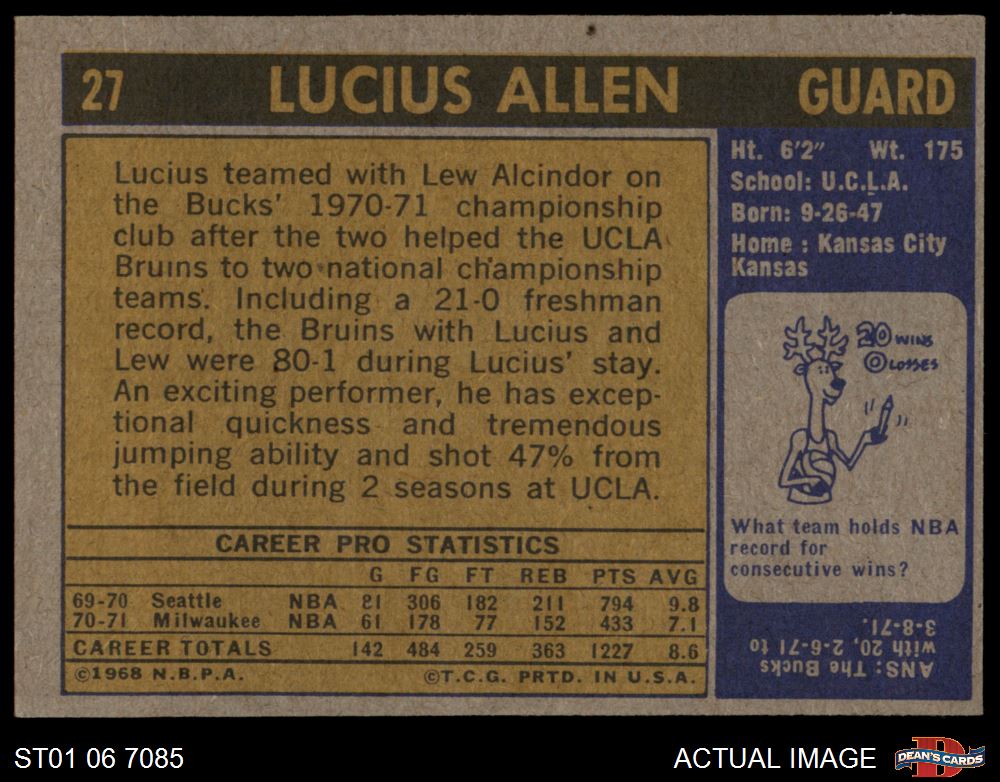 27 LUCIUS ALLEN GUARD
Lucius teamed with Lew Alcindor on
the Bucks' 1970-71 championship
club after the two helped the UCLA
Bruins to two national championship
teams. Including a 21-0 freshman
record, the Bruins with Lucius and
Lew were 80-1 during Lucius' stay.
An exciting performer, he has excep-
tional quickness and tremendous
jumping ability and shot 47% from
the field during 2 seasons at UCLA.
CAREER PRO STATISTICS
G FG FT REB PTS AVG
69-70 Seattle NBA 81 306 182 211 794 9.8
70-71 Milwaukee NBA 61 178 77 152 433 7.1
CAREER TOTALS 142 484 259 363 1227 8.6
©1968 N.B.P.A. ©T.C.G. PRTD. IN U.S.A.
Ht. 6'2" Wt. 175
School: U.C.L.A.
Born: 9-26-47
Home : Kansas City
Kansas
20 WINS
0 LOSSES
What team holds NBA
record for
consecutive wins?
ANS: The Bucks
with 20, 2-6-71 to
3-8-71.
ST01 06 7085 ACTUAL IMAGE
D
DEAN'S CARDS